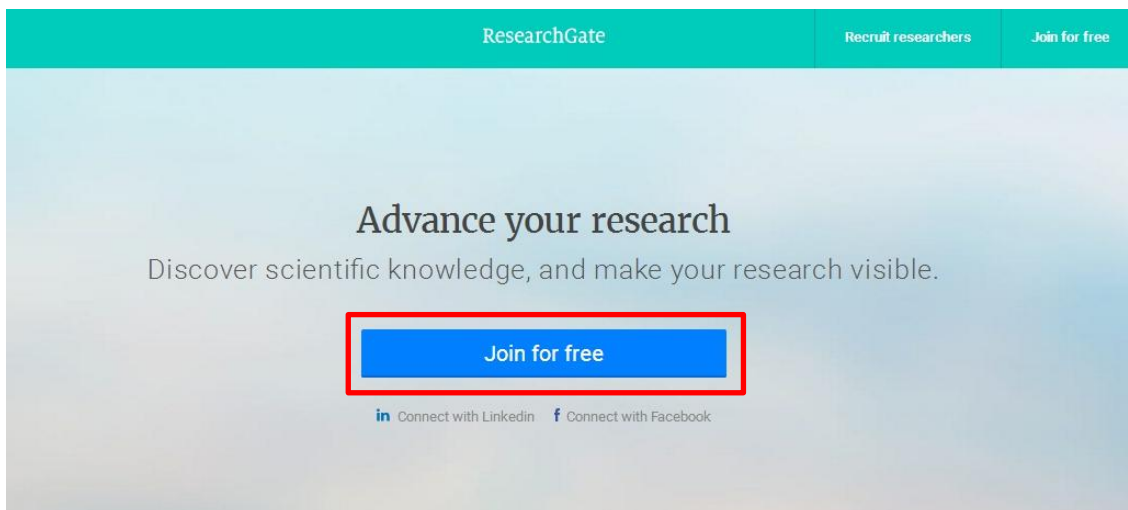 ResearchGate
Recruit researchers
Join for free
Advance your research
Discover scientific knowledge, and make your research visible.
Join for free
in Connect with Linkedin f Connect with Facebook